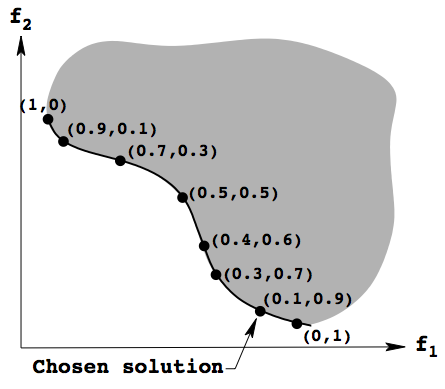 f2
(1,0)
(0.9,0.1)
(0.7,0.3)
(0.5,0.5)
(0.4,0.6)
(0.3,0.7)
(0.1,0.9)
(0,1)
f1
Chosen solution